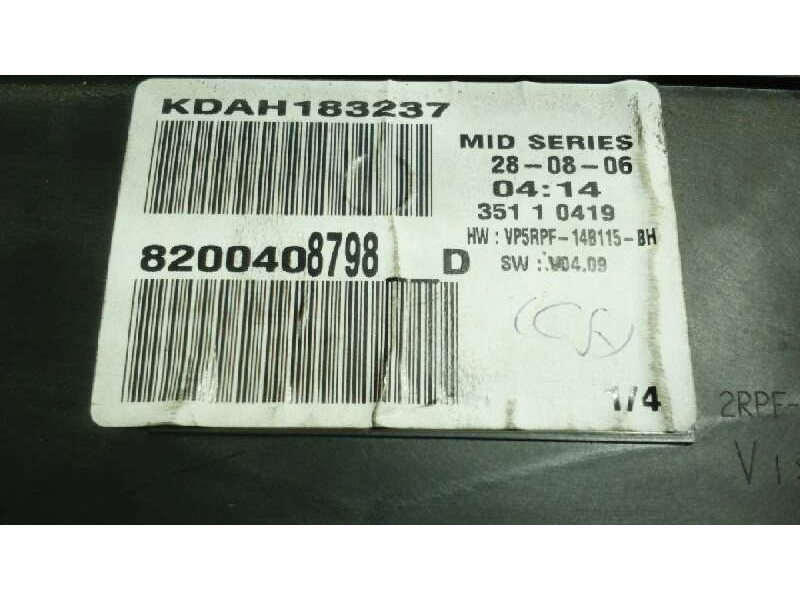 KDAH183237
MID SERIES
28-08-06
04:14
351 1 0419
HW : VP5RPF-14B115-BH
8200408798 D
SW : V04.09
1/4
2RPF-